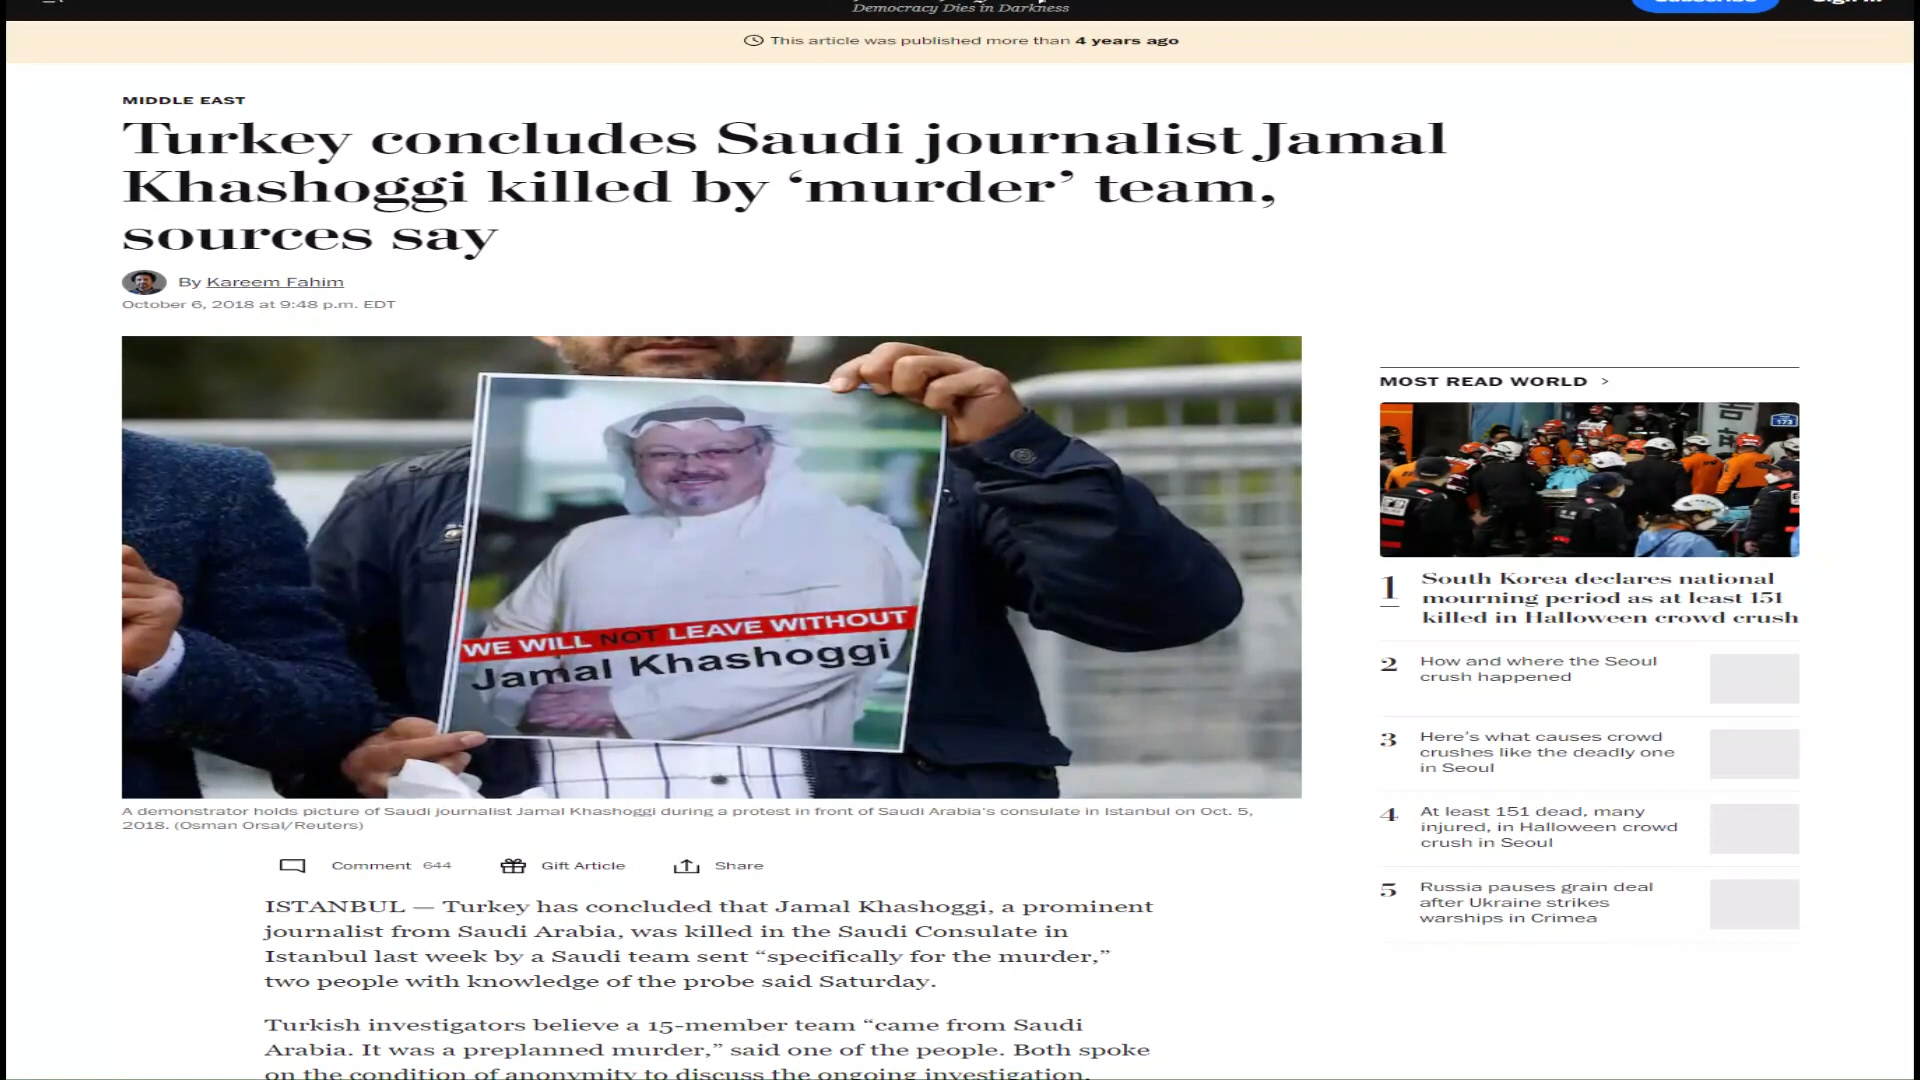 Democracy Dies in Darkness
This article was published more than 4 years ago
MIDDLE EAST
Turkey concludes Saudi journalist Jamal
Khashoggi killed by ‘murder’ team,
sources say
By Kareem Fahim
October 6, 2018 at 9:48 p.m. EDT
WE WILL NOT LEAVE WITHOUT
Jamal Khashoggi
A demonstrator holds picture of Saudi journalist Jamal Khashoggi during a protest in front of Saudi Arabia's consulate in Istanbul on Oct. 5,
2018. (Osman Orsal/Reuters)
Comment 644 Gift Article Share
ISTANBUL — Turkey has concluded that Jamal Khashoggi, a prominent
journalist from Saudi Arabia, was killed in the Saudi Consulate in
Istanbul last week by a Saudi team sent “specifically for the murder,”
two people with knowledge of the probe said Saturday.
Turkish investigators believe a 15-member team “came from Saudi
Arabia. It was a preplanned murder,” said one of the people. Both spoke
on the condition of anonymity to discuss the ongoing investigation.
MOST READ WORLD >
1 South Korea declares national
mourning period as at least 151
killed in Halloween crowd crush
2 How and where the Seoul
crush happened
3 Here’s what causes crowd
crushes like the deadly one
in Seoul
4 At least 151 dead, many
injured, in Halloween crowd
crush in Seoul
5 Russia pauses grain deal
after Ukraine strikes
warships in Crimea